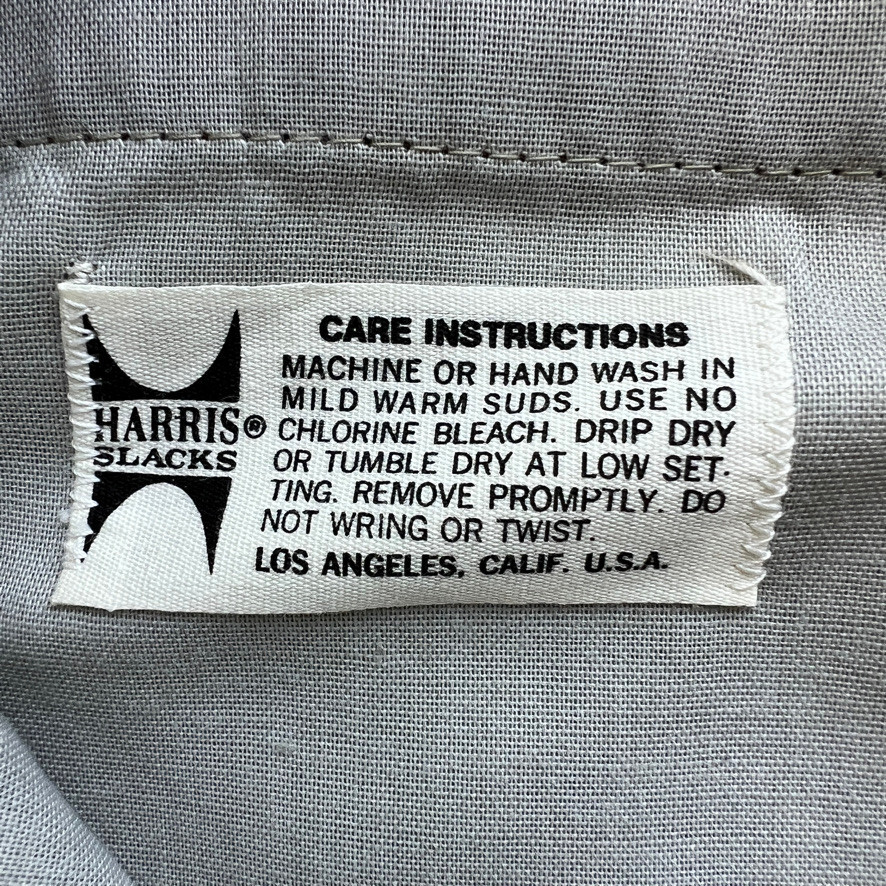 HARRIS®
SLACKS
CARE INSTRUCTIONS
MACHINE OR HAND WASH IN
MILD WARM SUDS. USE NO
CHLORINE BLEACH. DRIP DRY
OR TUMBLE DRY AT LOW SET-
TING. REMOVE PROMPTLY. DO
NOT WRING OR TWIST.
LOS ANGELES, CALIF. U.S.A.